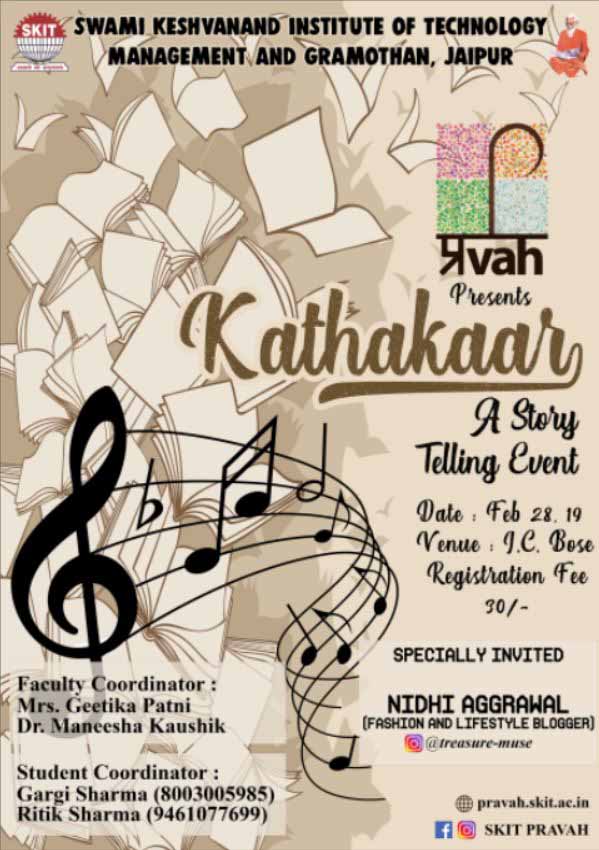 SKIT
SWAMI KESHVANAND INSTITUTE OF TECHNOLOGY
MANAGEMENT AND GRAMOTHAN, JAIPUR
प्रvah
Presents
Kathakaar
A Story
Telling Event
Date : Feb 28, 19
Venue : J.C. Bose
Registration Fee
30/-
SPECIALLY INVITED
NIDHI AGGRAWAL
(FASHION AND LIFESTYLE BLOGGER)
@treasure-muse
Faculty Coordinator :
Mrs. Geetika Patni
Dr. Maneesha Kaushik
Student Coordinator :
Gargi Sharma (8003005985)
Ritik Sharma (9461077699)
pravah.skit.ac.in
SKIT PRAVAH